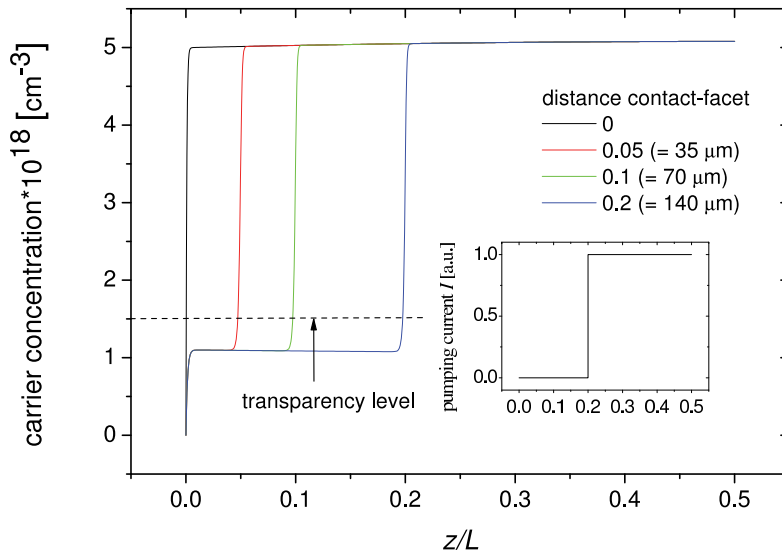 carrier concentration*10^18 [cm^-3]
5
4
3
2
1
0
0.0 0.1 0.2 0.3 0.4 0.5
z/L
distance contact-facet
0
0.05 (= 35 μm)
0.1 (= 70 μm)
0.2 (= 140 μm)
transparency level
pumping current I [a.u.]
1.0
0.5
0.0
0.0 0.1 0.2 0.3 0.4 0.5